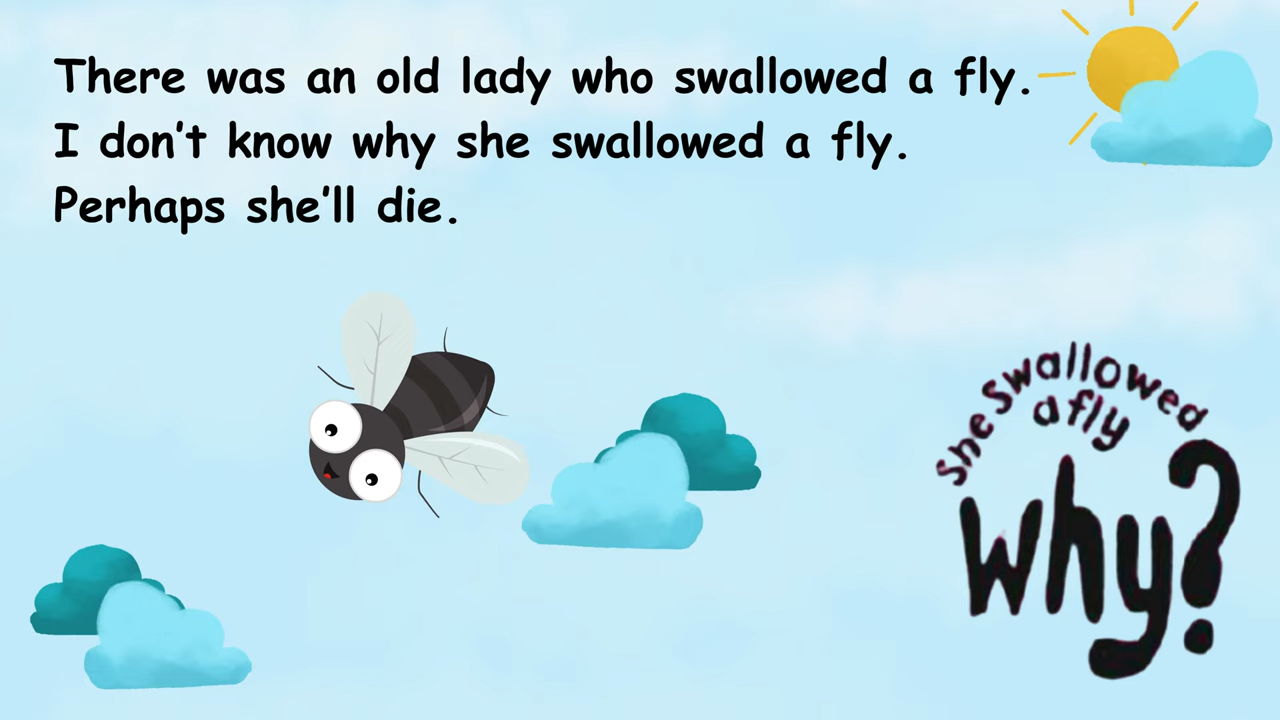 There was an old lady who swallowed a fly.
I don't know why she swallowed a fly.
Perhaps she'll die.
She Swallowed
a fly
Why?